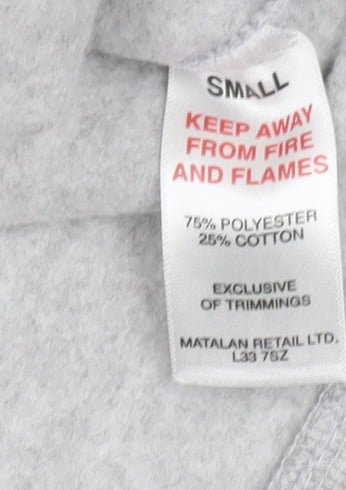 SMALL
KEEP AWAY
FROM FIRE
AND FLAMES
75% POLYESTER
25% COTTON
EXCLUSIVE
OF TRIMMINGS
MATALAN RETAIL LTD.
L33 7SZ